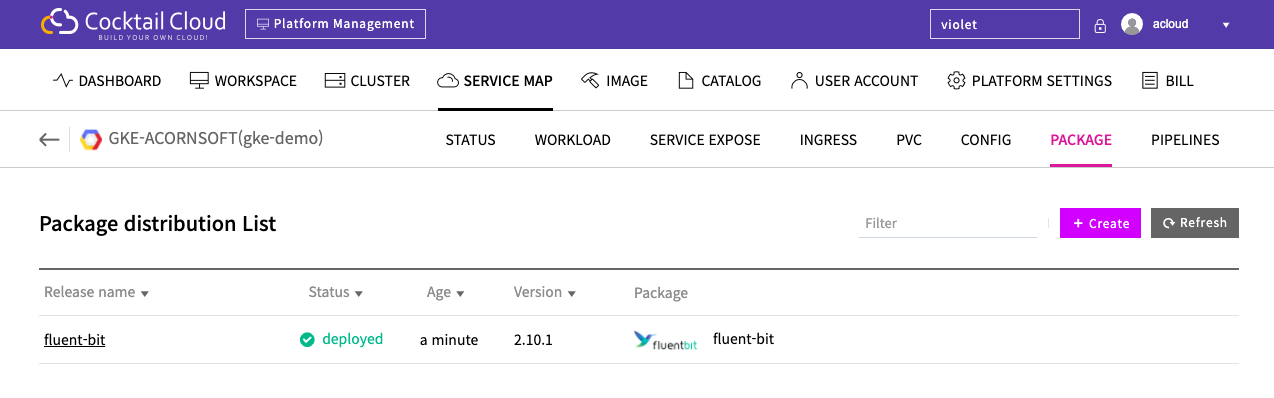 Cocktail Cloud
BUILD YOUR OWN CLOUD!
Platform Management
violet
acloud
DASHBOARD WORKSPACE CLUSTER SERVICE MAP IMAGE CATALOG USER ACCOUNT PLATFORM SETTINGS BILL
GKE-ACORNSOFT(gke-demo) STATUS WORKLOAD SERVICE EXPOSE INGRESS PVC CONFIG PACKAGE PIPELINES
Package distribution List Filter + Create Refresh
Release name Status Age Version Package
fluent-bit deployed a minute 2.10.1 fluentbit fluent-bit